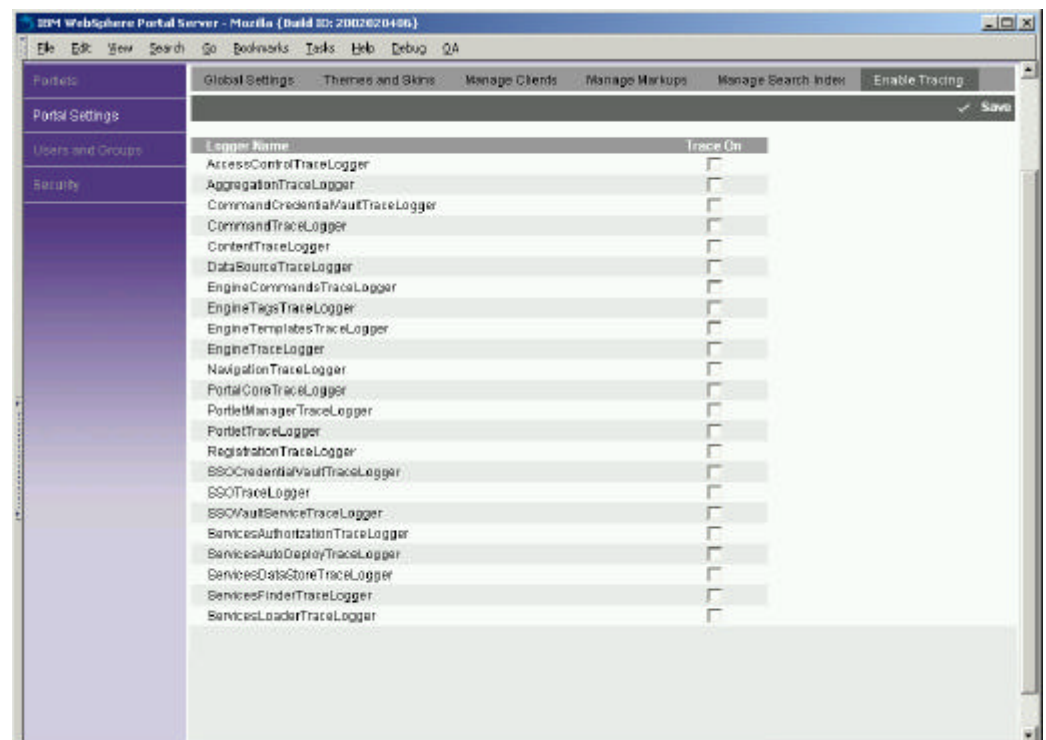 IBM WebSphere Portal Server - Mozilla {Build ID: 2002020406}
File Edit View Search Go Bookmarks Tasks Help Debug QA
Portlets
Global Settings Themes and Skins Manage Clients Manage Markups Manage Search Index Enable Tracing
Portal Settings
Save
Users and Groups
Security
Logger Name Trace On
AccessControlTraceLogger
AggregationTraceLogger
CommandCredentialVaultTraceLogger
CommandTraceLogger
ContentTraceLogger
DataSourceTraceLogger
EngineCommandsTraceLogger
EngineTagsTraceLogger
EngineTemplatesTraceLogger
EngineTraceLogger
NavigationTraceLogger
PortalCoreTraceLogger
PortletManagerTraceLogger
PortletTraceLogger
RegistrationTraceLogger
SSOCredentialVaultTraceLogger
SSOTraceLogger
SSOVaultServiceTraceLogger
ServicesAuthorizationTraceLogger
ServicesAutoDeployTraceLogger
ServicesDataStoreTraceLogger
ServicesFinderTraceLogger
ServicesLoaderTraceLogger